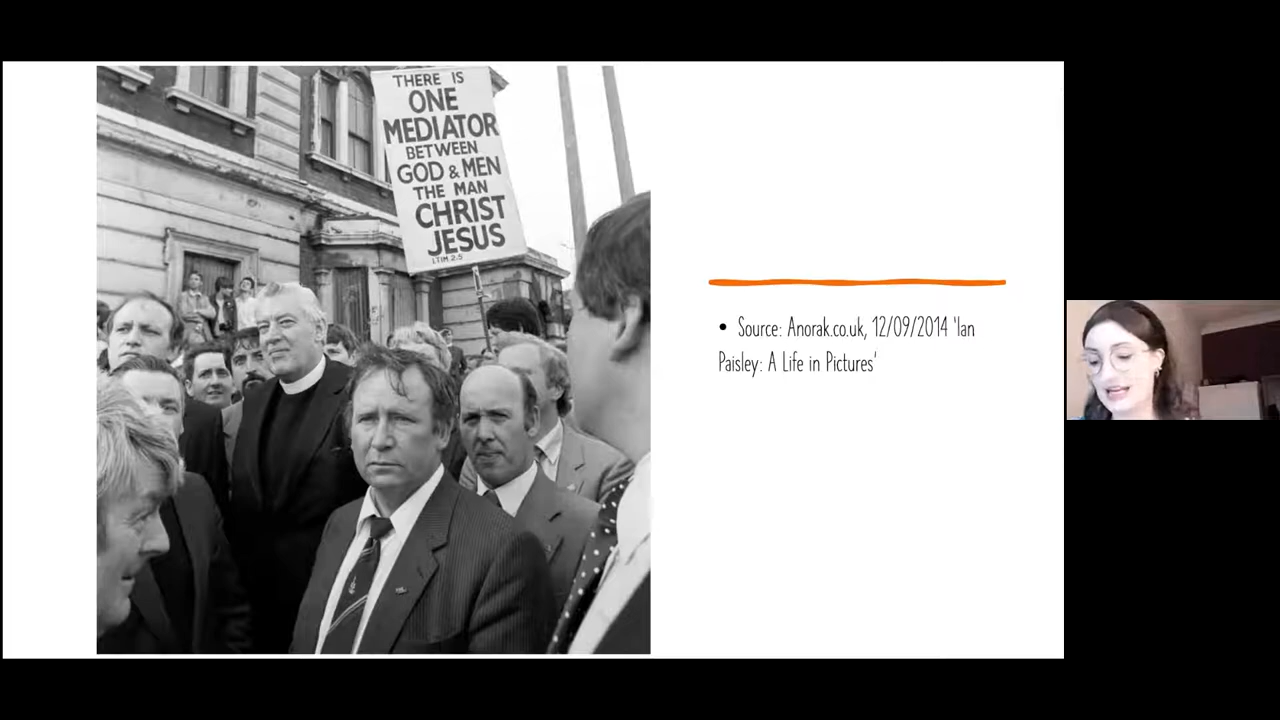 THERE IS
ONE
MEDIATOR
BETWEEN
GOD & MEN
THE MAN
CHRIST
JESUS
1.TIM.2:5
• Source: Anorak.co.uk, 12/09/2014 'Ian
Paisley: A Life in Pictures'